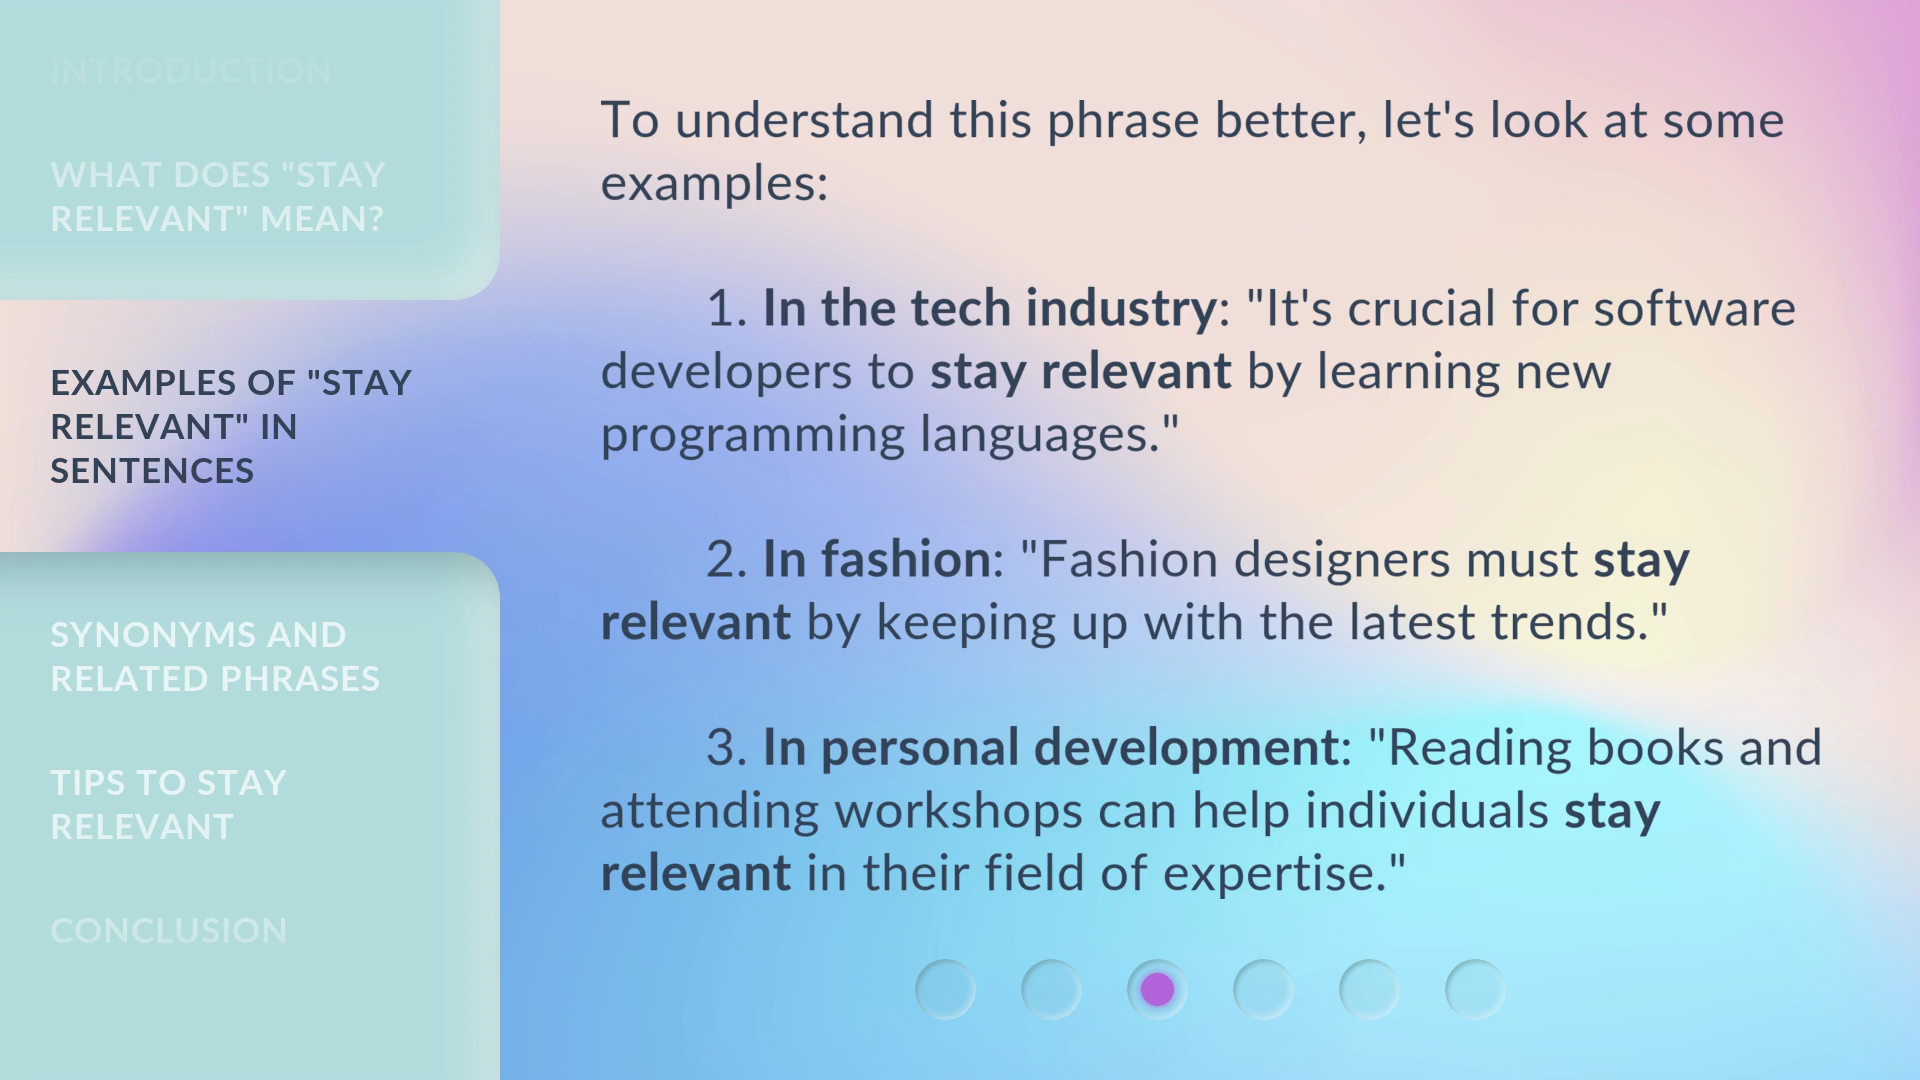 INTRODUCTION
WHAT DOES "STAY
RELEVANT" MEAN?
EXAMPLES OF "STAY
RELEVANT" IN
SENTENCES
SYNONYMS AND
RELATED PHRASES
TIPS TO STAY
RELEVANT
CONCLUSION
To understand this phrase better, let's look at some
examples:
1. In the tech industry: "It's crucial for software
developers to stay relevant by learning new
programming languages."
2. In fashion: "Fashion designers must stay
relevant by keeping up with the latest trends."
3. In personal development: "Reading books and
attending workshops can help individuals stay
relevant in their field of expertise."